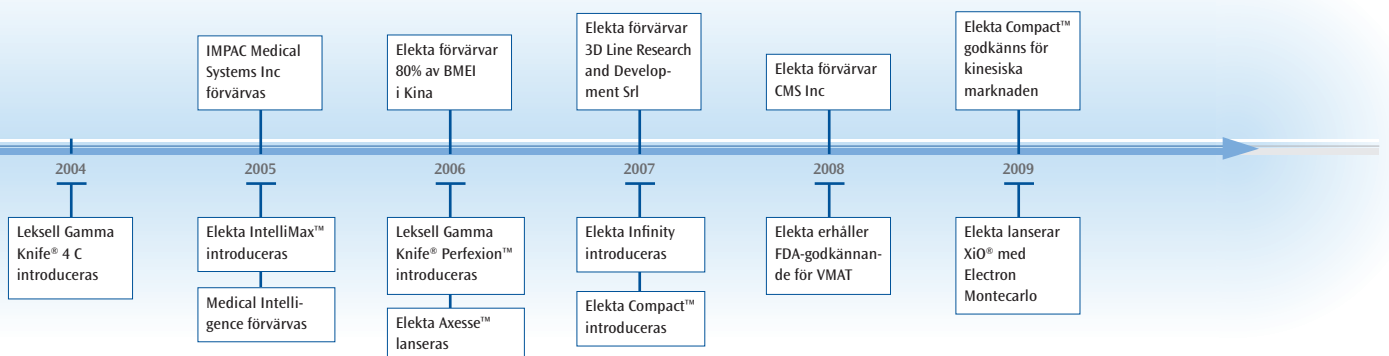 IMPAC Medical
Systems Inc
förvärvas
Elekta förvärvar
80% av BMEI
i Kina
Elekta förvärvar
3D Line Research
and Develop-
ment Srl
Elekta förvärvar
CMS Inc
Elekta Compact™
godkänns för
kinesiska
marknaden
2004
2005
2006
2007
2008
2009
Leksell Gamma
Knife® 4 C
introduceras
Elekta IntelliMax™
introduceras
Medical Intelli-
gence förvärvas
Leksell Gamma
Knife® Perfexion™
introduceras
Elekta Axesse™
lanseras
Elekta Infinity
introduceras
Elekta Compact™
introduceras
Elekta erhåller
FDA-godkännan-
de för VMAT
Elekta lanserar
XiO® med
Electron
Montecarlo